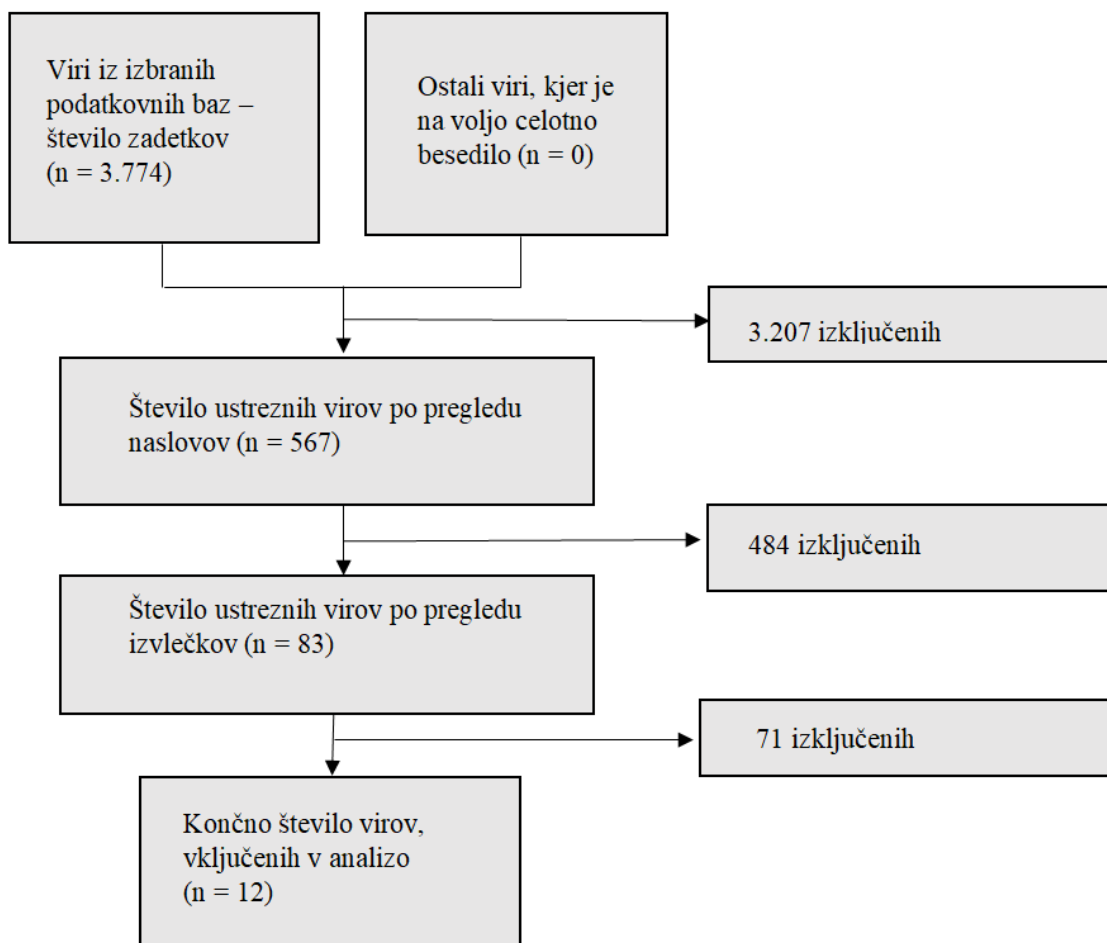 Viri iz izbranih
podatkovnih baz –
število zadetkov
(n = 3.774)
Ostali viri, kjer je
na voljo celotno
besedilo (n = 0)
3.207 izključenih
Število ustreznih virov po pregledu
naslovov (n = 567)
484 izključenih
Število ustreznih virov po pregledu
izvlečkov (n = 83)
71 izključenih
Končno število virov,
vključenih v analizo
(n = 12)